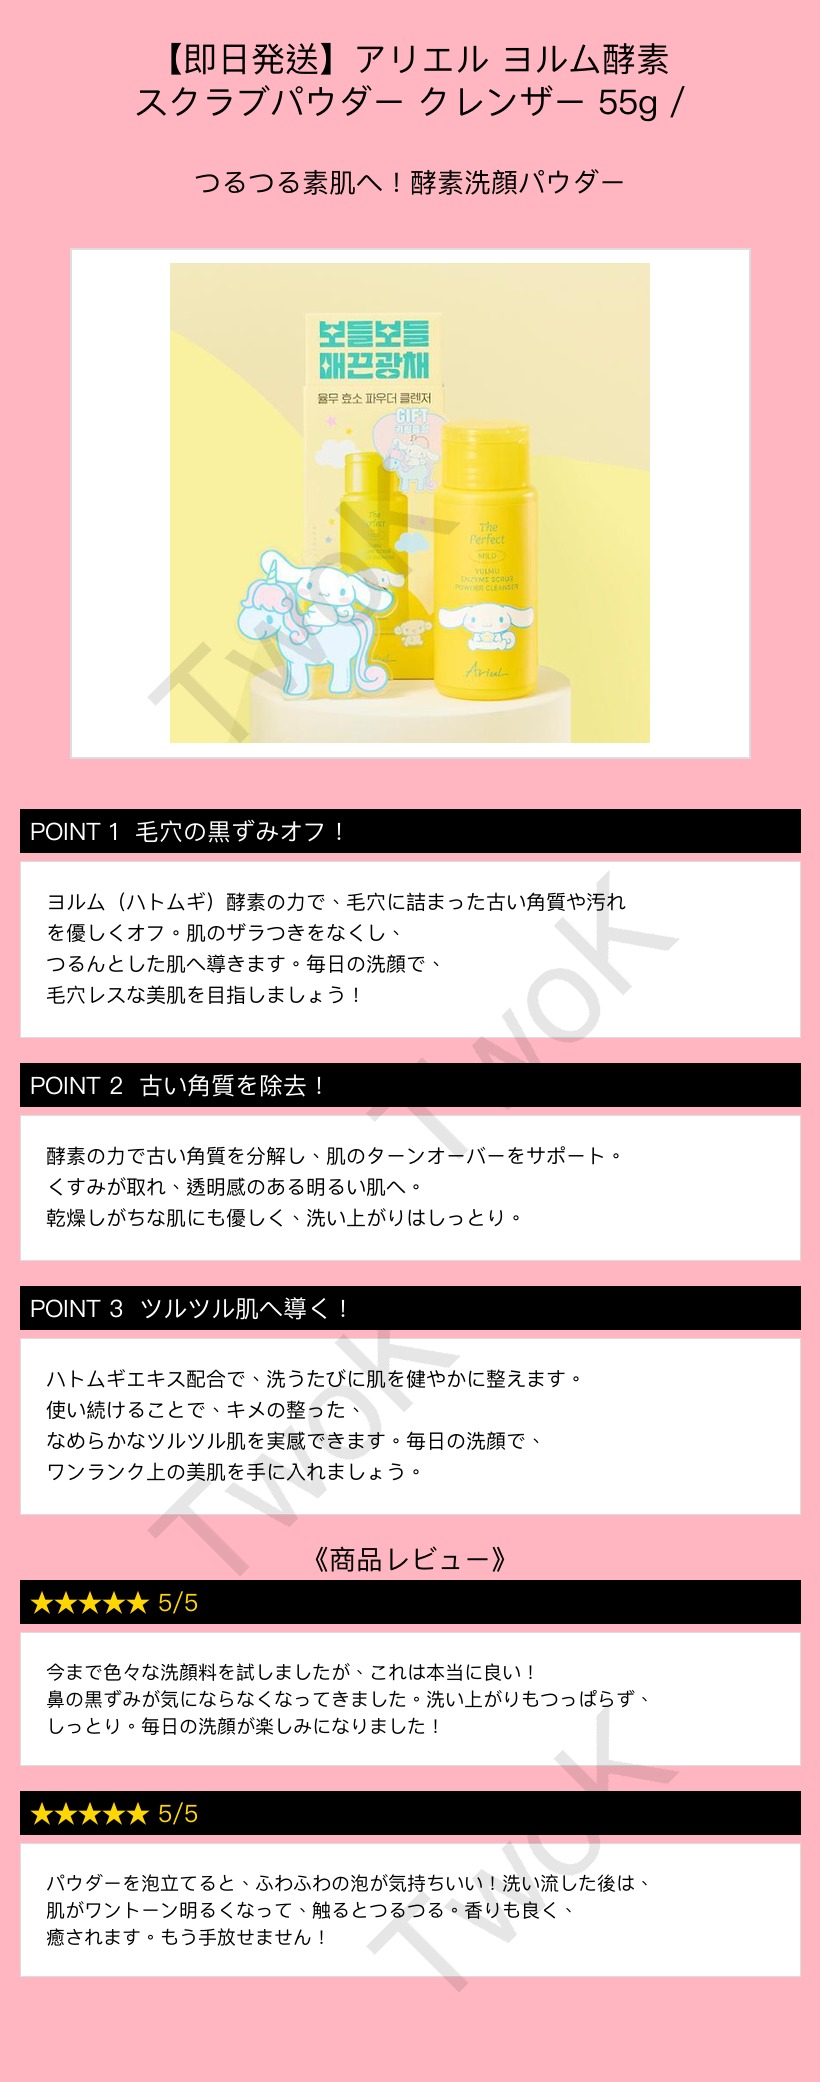 【即日発送】アリエル ヨルム酵素
スクラブパウダー クレンザー 55g /
つるつる素肌へ！酵素洗顔パウダー
보들보들
매끈광채
율무 효소 파우더 클렌저
GIFT
The
Perfect
MILD
The
Perfect
MILD
YULMU
ENZYME SCRUB
POWDER CLEANSER
Ariul
TwoK
POINT 1 毛穴の黒ずみオフ！
ヨルム（ハトムギ）酵素の力で、毛穴に詰まった古い角質や汚れ
を優しくオフ。肌のザラつきをなくし、
つるんとした肌へ導きます。毎日の洗顔で、
毛穴レスな美肌を目指しましょう！
TwoK
POINT 2 古い角質を除去！
酵素の力で古い角質を分解し、肌のターンオーバーをサポート。
くすみが取れ、透明感のある明るい肌へ。
乾燥しがちな肌にも優しく、洗い上がりはしっとり。
POINT 3 ツルツル肌へ導く！
ハトムギエキス配合で、洗うたびに肌を健やかに整えます。
使い続けることで、キメの整った、
なめらかなツルツル肌を実感できます。毎日の洗顔で、
ワンランク上の美肌を手に入れましょう。
TwoK
《商品レビュー》
★★★★★ 5/5
今まで色々な洗顔料を試しましたが、これは本当に良い！
鼻の黒ずみが気にならなくなってきました。洗い上がりもつっぱらず、
しっとり。毎日の洗顔が楽しみになりました！
★★★★★ 5/5
パウダーを泡立てると、ふわふわの泡が気持ちいい！洗い流した後は、
肌がワントーン明るくなって、触るとつるつる。香りも良く、
癒されます。もう手放せません！
TwoK